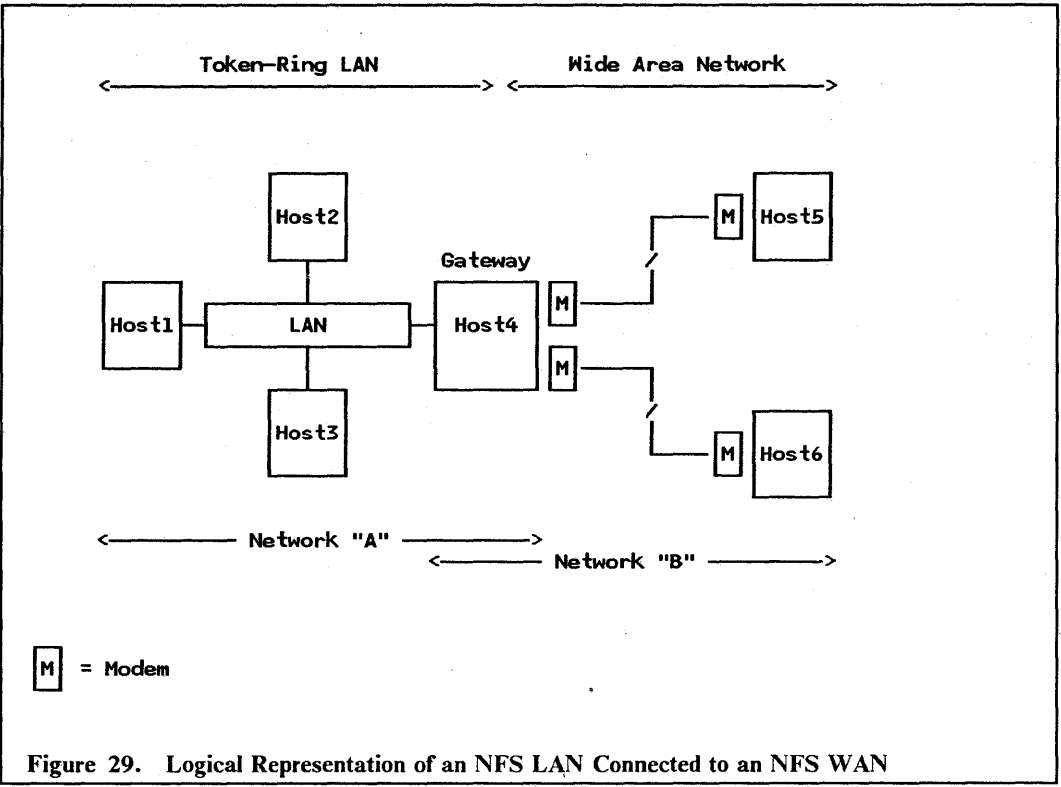 Token-Ring LAN
Wide Area Network
Host2
M
Host5
Gateway
Host1
LAN
Host4
M
M
Host3
M
Host6
Network "A"
Network "B"
M = Modem
Figure 29. Logical Representation of an NFS LAN Connected to an NFS WAN